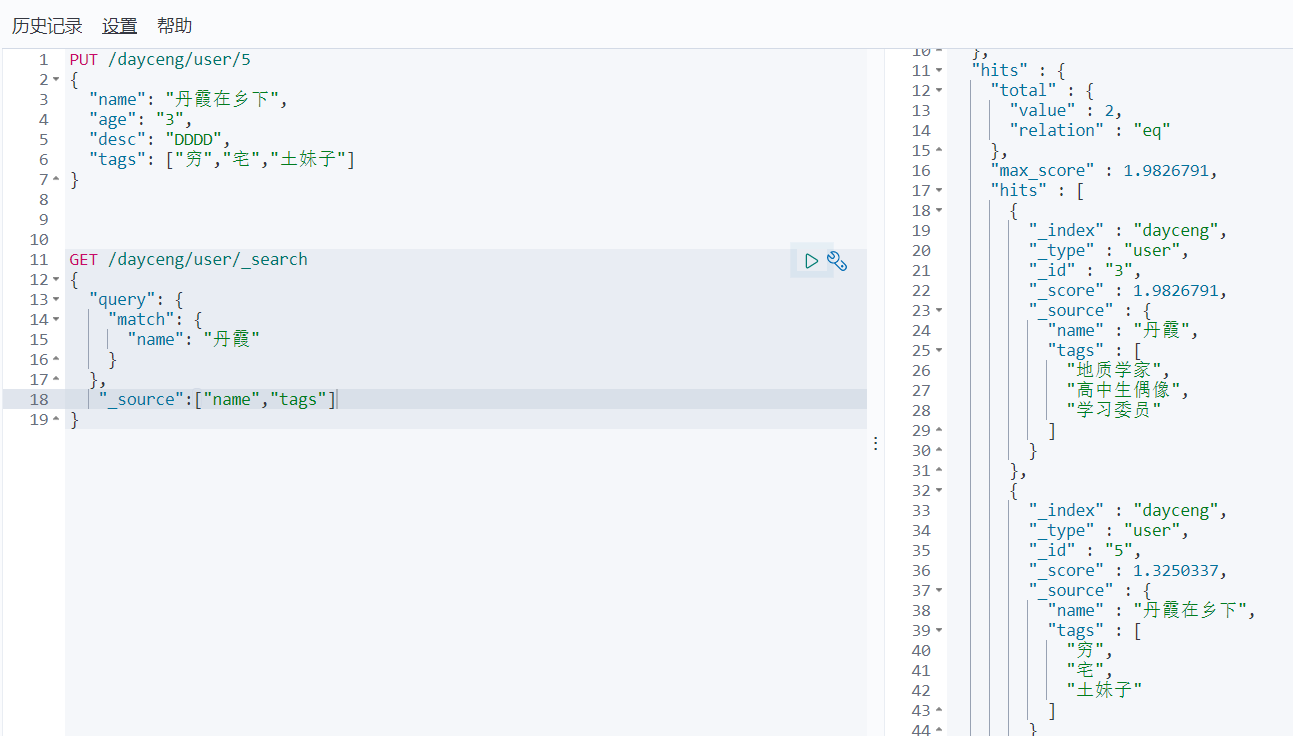 历史记录 设置 帮助
1 PUT /dayceng/user/5
2 {
3 "name": "丹霞在乡下",
4 "age": "3",
5 "desc": "DDDD",
6 "tags": ["穷","宅","土妹子"]
7 }
8
9
10
11 GET /dayceng/user/_search
12 {
13 "query": {
14 "match": {
15 "name": "丹霞"
16 }
17 },
18 "_source":["name","tags"]
19 }
10 },
11 "hits" : {
12 "total" : {
13 "value" : 2,
14 "relation" : "eq"
15 },
16 "max_score" : 1.9826791,
17 "hits" : [
18 {
19 "_index" : "dayceng",
20 "_type" : "user",
21 "_id" : "3",
22 "_score" : 1.9826791,
23 "_source" : {
24 "name" : "丹霞",
25 "tags" : [
26 "地质学家",
27 "高中生偶像",
28 "学习委员"
29 ]
30 }
31 },
32 {
33 "_index" : "dayceng",
34 "_type" : "user",
35 "_id" : "5",
36 "_score" : 1.3250337,
37 "_source" : {
38 "name" : "丹霞在乡下",
39 "tags" : [
40 "穷",
41 "宅",
42 "土妹子"
43 ]
44 }